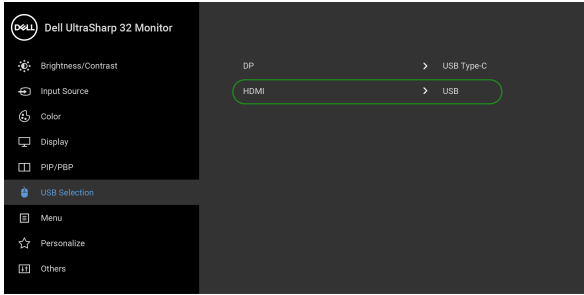 DELL Dell UltraSharp 32 Monitor
Brightness/Contrast
Input Source
Color
Display
PIP/PBP
USB Selection
Menu
Personalize
Others
DP > USB Type-C
HDMI > USB